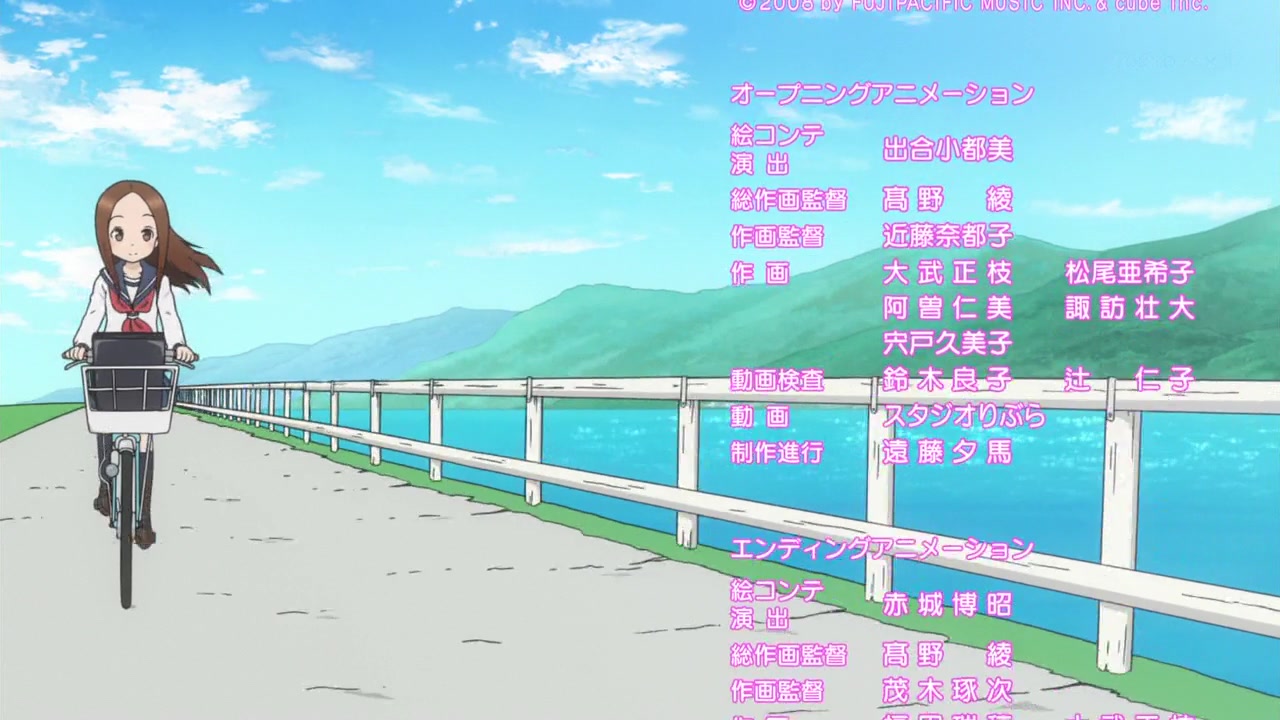 ©2008 by FUJIPACIFIC MUSIC INC. & cube Inc.
オープニングアニメーション
絵コンテ
演 出
出合小都美
総作画監督 髙 野 綾
作画監督 近藤奈都子
作 画 大 武 正 枝 松尾亜希子
阿 曽 仁 美 諏 訪 壮 大
宍戸久美子
動画検査 鈴 木 良 子 辻 仁 子
動 画 スタジオりぷら
制作進行 遠 藤 夕 馬
エンディングアニメーション
絵コンテ
演 出
赤 城 博 昭
総作画監督 髙 野 綾
作画監督 茂 木 琢 次